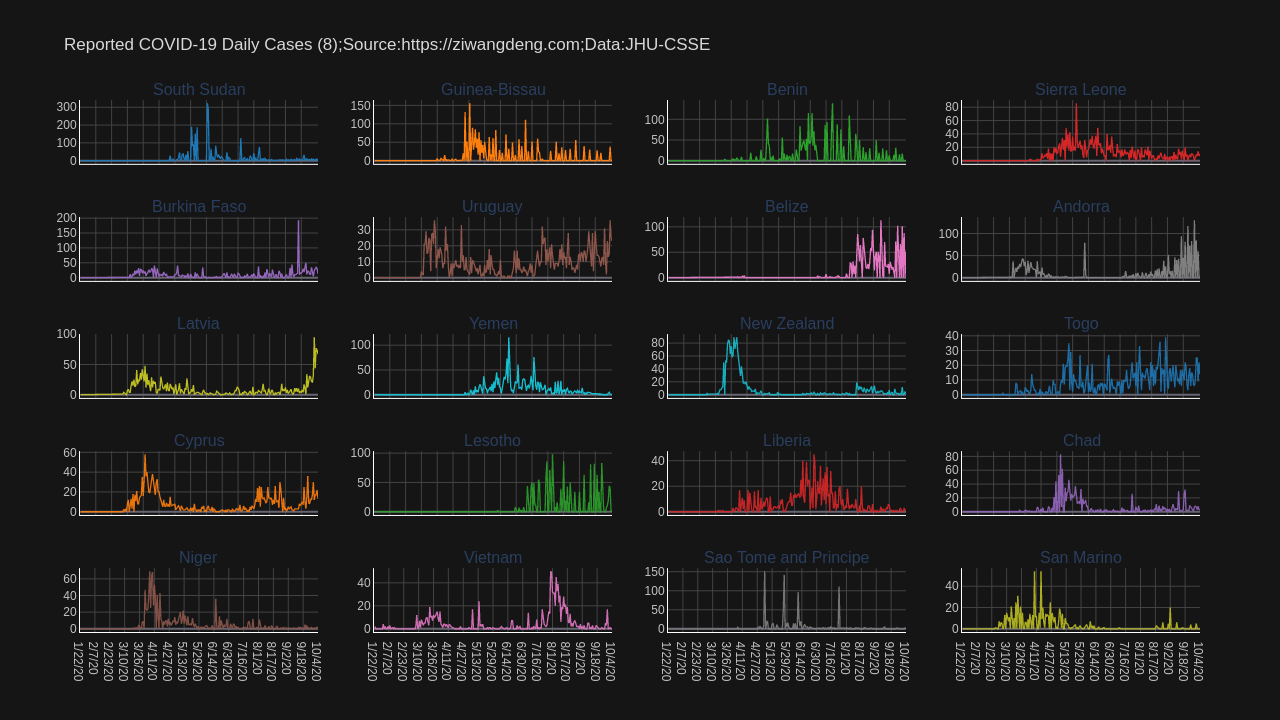 Reported COVID-19 Daily Cases (8);Source:https://ziwangdeng.com;Data:JHU-CSSE
South Sudan Guinea-Bissau Benin Sierra Leone
300 200 100 0
150 100 50 0
100 50 0
80 60 40 20 0
Burkina Faso Uruguay Belize Andorra
200 150 100 50 0
30 20 10 0
100 50 0
100 50 0
Latvia Yemen New Zealand Togo
100 50 0
100 50 0
80 60 40 20 0
40 30 20 10 0
Cyprus Lesotho Liberia Chad
60 40 20 0
100 50 0
40 20 0
80 60 40 20 0
Niger Vietnam Sao Tome and Principe San Marino
60 40 20 0
40 20 0
150 100 50 0
40 20 0
1/22/20 2/7/20 2/23/20 3/10/20 3/26/20 4/11/20 4/27/20 5/13/20 5/29/20 6/14/20 6/30/20 7/16/20 8/1/20 8/17/20 9/2/20 9/18/20 10/4/20
1/22/20 2/7/20 2/23/20 3/10/20 3/26/20 4/11/20 4/27/20 5/13/20 5/29/20 6/14/20 6/30/20 7/16/20 8/1/20 8/17/20 9/2/20 9/18/20 10/4/20
1/22/20 2/7/20 2/23/20 3/10/20 3/26/20 4/11/20 4/27/20 5/13/20 5/29/20 6/14/20 6/30/20 7/16/20 8/1/20 8/17/20 9/2/20 9/18/20 10/4/20
1/22/20 2/7/20 2/23/20 3/10/20 3/26/20 4/11/20 4/27/20 5/13/20 5/29/20 6/14/20 6/30/20 7/16/20 8/1/20 8/17/20 9/2/20 9/18/20 10/4/20